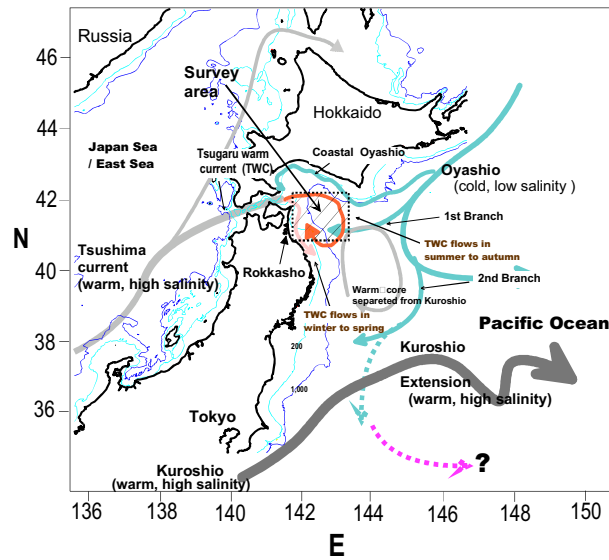 46
44
42
40
38
36
N
136
138
140
142
144
146
148
150
E
Russia
Survey
area
Hokkaido
Japan Sea
/ East Sea
Tsugaru warm
current (TWC)
Coastal Oyashio
Oyashio
(cold, low salinity )
1st Branch
TWC flows in
summer to autumn
Tsushima
current
(warm, high salinity)
Rokkasho
Warm□core
separeted from Kuroshio
2nd Branch
TWC flows in
winter to spring
Pacific Ocean
200
Kuroshio
Extension
(warm, high salinity)
1,000
Tokyo
Kuroshio
(warm, high salinity)
?